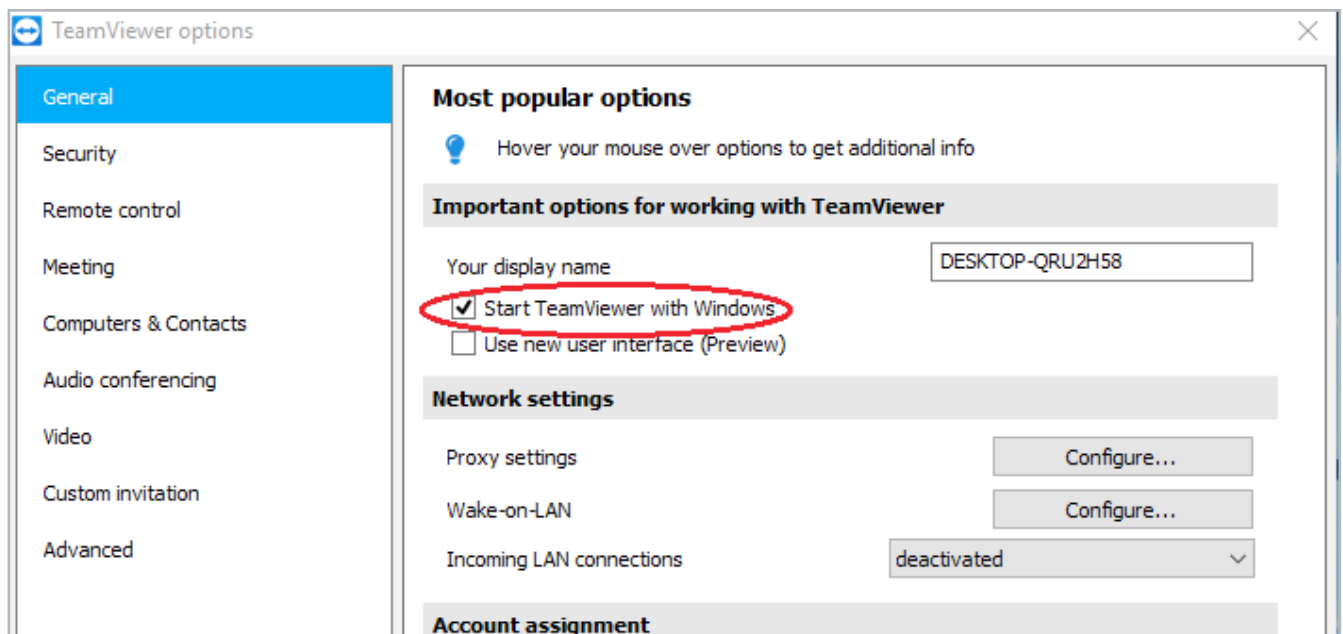 TeamViewer options
General
Security
Remote control
Meeting
Computers & Contacts
Audio conferencing
Video
Custom invitation
Advanced
Most popular options
Hover your mouse over options to get additional info
Important options for working with TeamViewer
Your display name DESKTOP-QRU2H58
Start TeamViewer with Windows
Use new user interface (Preview)
Network settings
Proxy settings Configure...
Wake-on-LAN Configure...
Incoming LAN connections deactivated
Account assignment